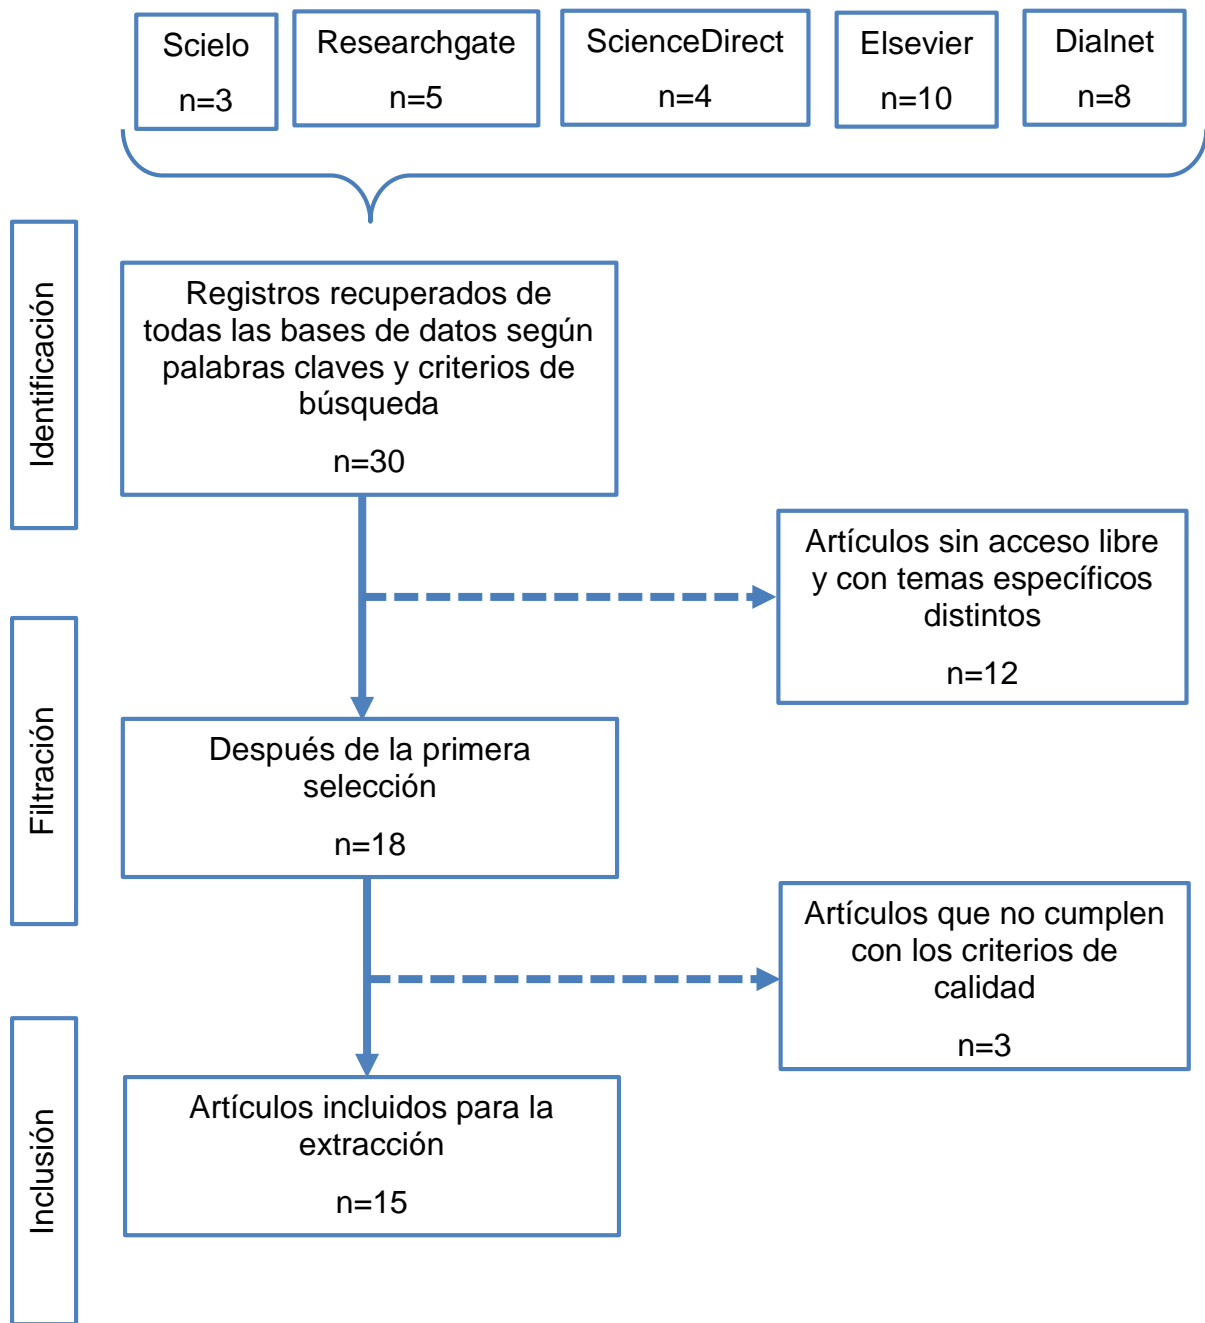 Scielo
n=3
Researchgate
n=5
ScienceDirect
n=4
Elsevier
n=10
Dialnet
n=8
Identificación
Registros recuperados de
todas las bases de datos según
palabras claves y criterios de
búsqueda
n=30
Artículos sin acceso libre
y con temas específicos
distintos
n=12
Filtración
Después de la primera
selección
n=18
Artículos que no cumplen
con los criterios de
calidad
n=3
Inclusión
Artículos incluidos para la
extracción
n=15